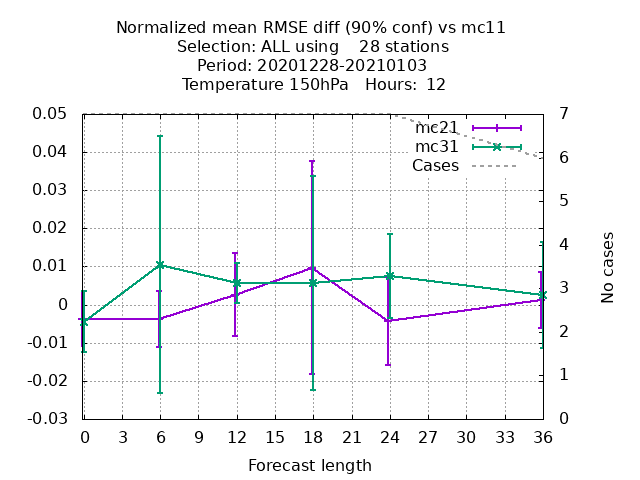 Normalized mean RMSE diff (90% conf) vs mc11
Selection: ALL using    28 stations
Period: 20201228-20210103
Temperature 150hPa   Hours:  12
0.05
0.04
0.03
0.02
0.01
0
-0.01
-0.02
-0.03
7
6
5
4
3
2
1
0
mc21
mc31
Cases
No cases
0 3 6 9 12 15 18 21 24 27 30 33 36
Forecast length